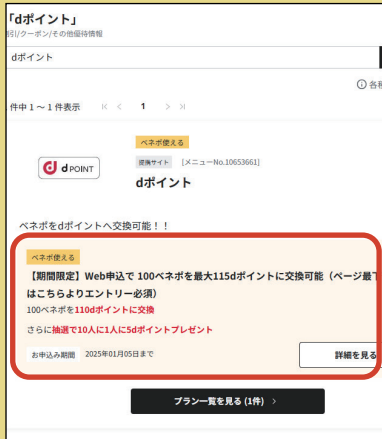 「dポイント」
割引/クーポン/その他優待情報
dポイント
各種
件中 1 ～ 1 件表示 1
ベネポ使える
d POINT
提携サイト [メニューNo.10653661]
dポイント
ベネポをdポイントへ交換可能！！
ベネポ使える
【期間限定】Web申込で 100ベネポを最大115dポイントに交換可能（ページ最下
はこちらよりエントリー必須）
100ベネポを110dポイントに交換
さらに抽選で10人に1人に5dポイントプレゼント
お申込み期間 2025年01月05日まで
詳細を見る
プラン一覧を見る (1件) >